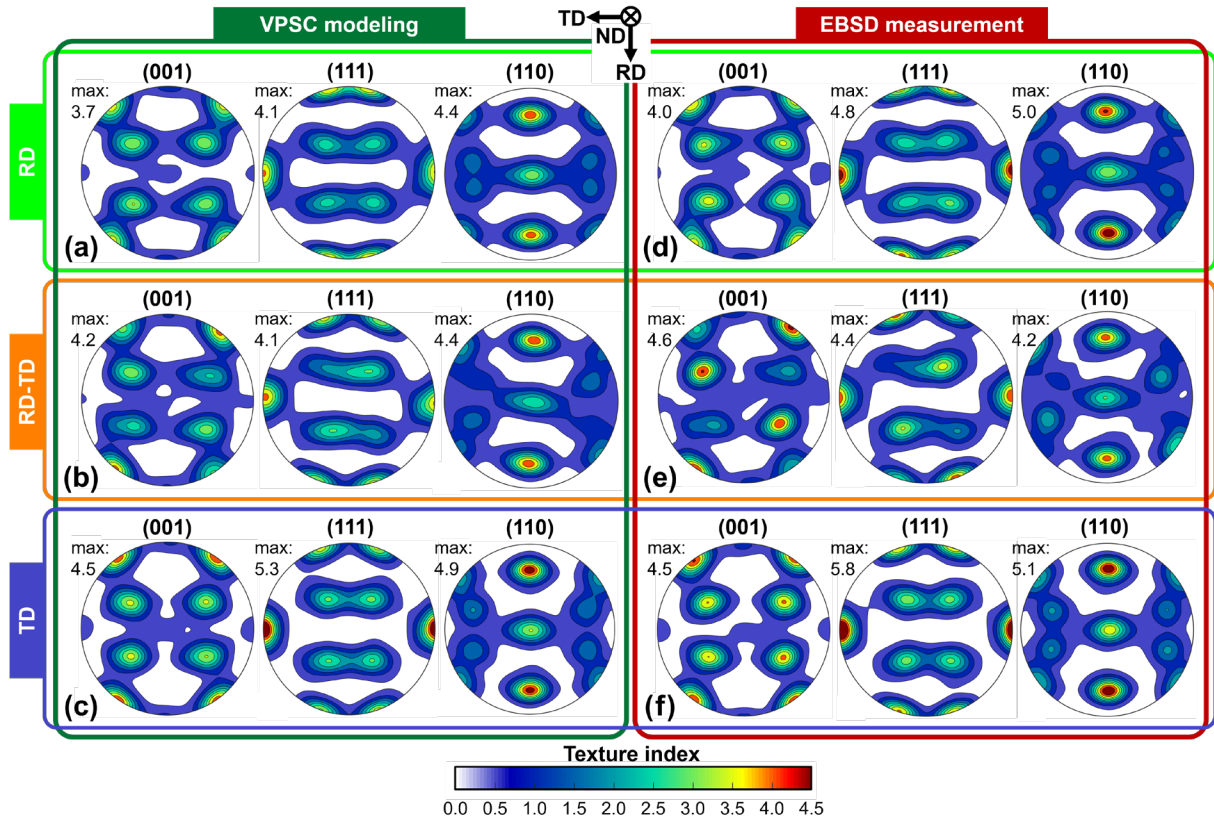 VPSC modeling
EBSD measurement
TD
ND
RD
RD
(001) (111) (110)
max: 3.7
max: 4.1
max: 4.4
(a)
(001) (111) (110)
max: 4.0
max: 4.8
max: 5.0
(d)
RD-TD
(001) (111) (110)
max: 4.2
max: 4.1
max: 4.4
(b)
(001) (111) (110)
max: 4.6
max: 4.4
max: 4.2
(e)
TD
(001) (111) (110)
max: 4.5
max: 5.3
max: 4.9
(c)
(001) (111) (110)
max: 4.5
max: 5.8
max: 5.1
(f)
Texture index
0.0 0.5 1.0 1.5 2.0 2.5 3.0 3.5 4.0 4.5